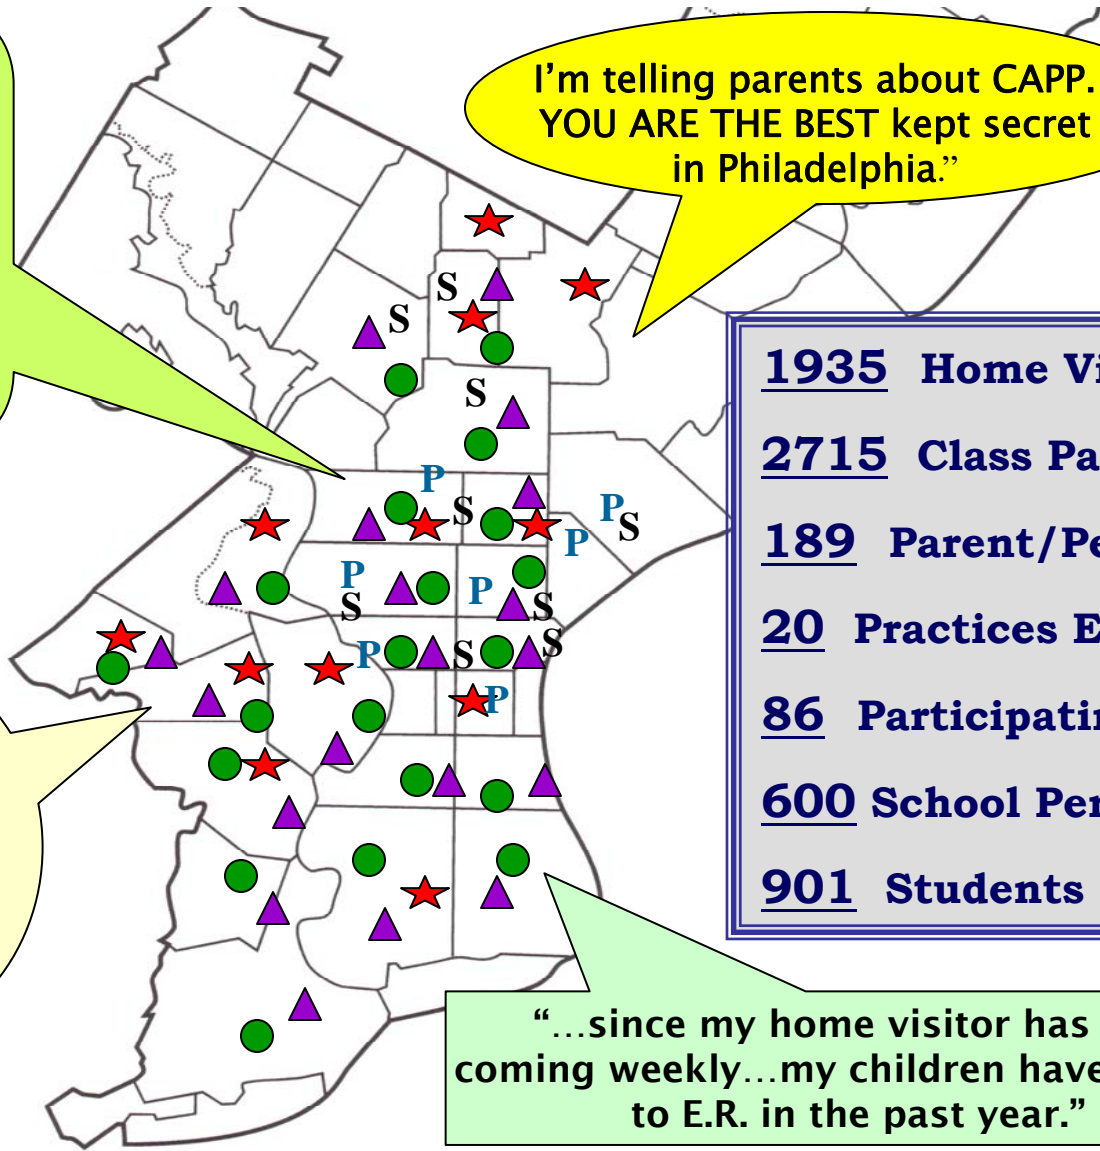 I’m telling parents about CAPP.
YOU ARE THE BEST kept secret
in Philadelphia.”
S
S
S
P
S
P
S
P
P
P
S
S
S
P
S
P
1935 Home Vi
2715 Class Pa
189 Parent/Pe
20 Practices E
86 Participatin
600 School Per
901 Students
“…since my home visitor has
coming weekly…my children have
to E.R. in the past year.”